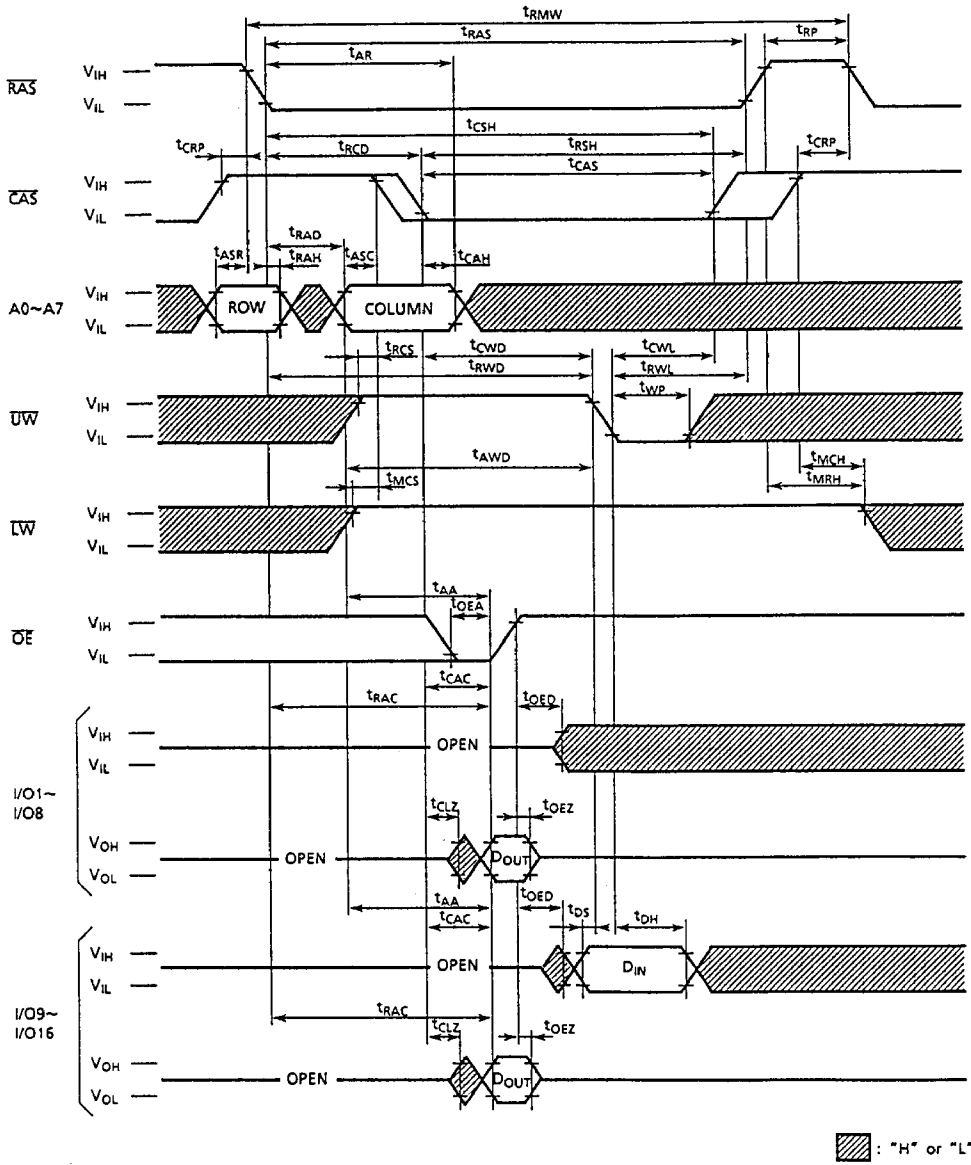 tRMW
tRAS tRP
tAR
RAS VIH
VIL
tCSH
tCRP tRCD tRSH tCRP
tCAS
CAS VIH
VIL
tRAD
tASR tRAH tASC tCAH
A0~A7 VIH ROW COLUMN
VIL
tRCS tCWD tCWL
tRWD tRWL
tWP
UW VIH
VIL
tAWD tMCH
tMCS tMRH
LW VIH
VIL
tAA
tOEA
OE VIH
VIL
tCAC
tRAC tOED
VIH OPEN
VIL
I/O1~
I/O8
tCLZ tOEZ
VOH OPEN DOUT
VOL
tAA tOED
tCAC tDS tDH
VIH OPEN DIN
VIL
I/O9~
I/O16
tRAC
tCLZ tOEZ
VOH OPEN DOUT
VOL
: "H" or "L"